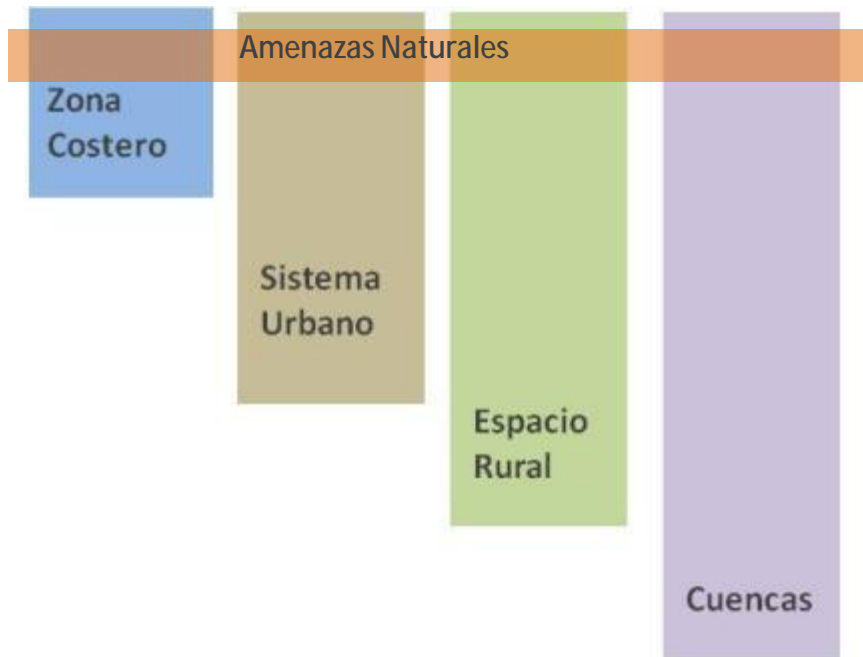 Amenazas Naturales
Zona
Costero
Sistema
Urbano
Espacio
Rural
Cuencas